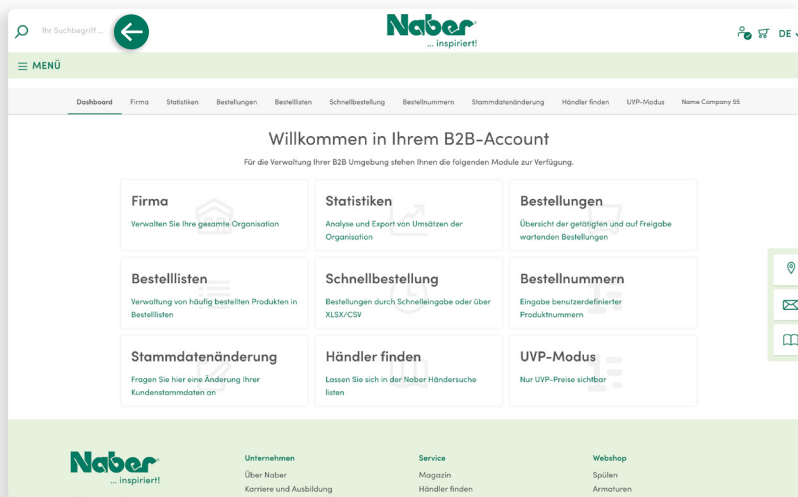 Ihr Suchbegriff ...
Naber
... inspiriert!
DE
MENÜ
Dashboard Firma Statistiken Bestellungen Bestelllisten Schnellbestellung Bestellnummern Stammdatenänderung Händler finden UVP-Modus Name Company 55
Willkommen in Ihrem B2B-Account
Für die Verwaltung Ihrer B2B Umgebung stehen Ihnen die folgenden Module zur Verfügung.
Firma
Verwalten Sie Ihre gesamte Organisation
Statistiken
Analyse und Export von Umsätzen der
Organisation
Bestellungen
Übersicht der getätigten und auf Freigabe
wartenden Bestellungen
Bestelllisten
Verwaltung von häufig bestellten Produkten in
Bestelllisten
Schnellbestellung
Bestellungen durch Schnelleingabe oder über
XLSX/CSV
Bestellnummern
Eingabe benutzerdefinierter
Produktnummern
Stammdatenänderung
Fragen Sie hier eine Änderung Ihrer
Kundenstammdaten an
Händler finden
Lassen Sie sich in der Naber Händersuche
listen
UVP-Modus
Nur UVP-Preise sichtbar
Naber
... inspiriert!
Unternehmen
Über Naber
Karriere und Ausbildung
Service
Magazin
Händler finden
Webshop
Spülen
Armaturen